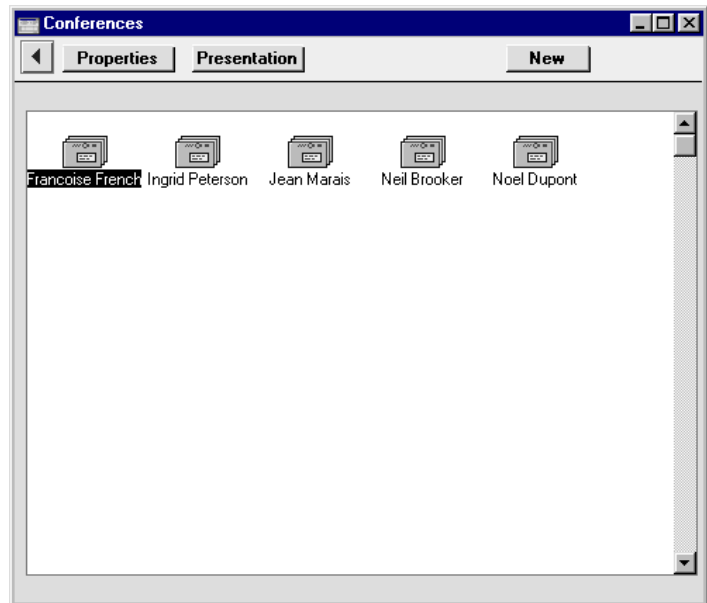 Conferences
Properties Presentation New
Francoise French Ingrid Peterson Jean Marais Neil Brooker Noel Dupont